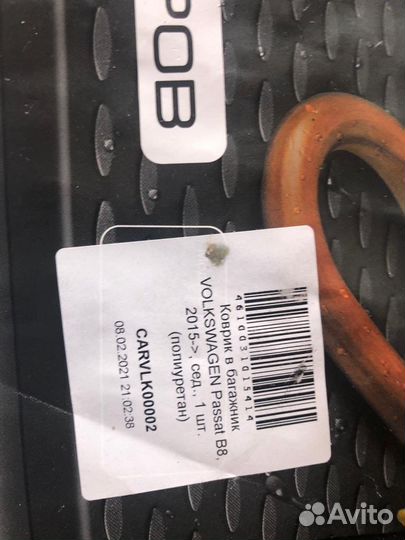 РОВ
4610031015414
Коврик в багажник
VOLKSWAGEN Passat B8,
2015->, сед., 1 шт.
(полиуретан)
CARVLK00002
08.02.2021 21:02:38
Avito